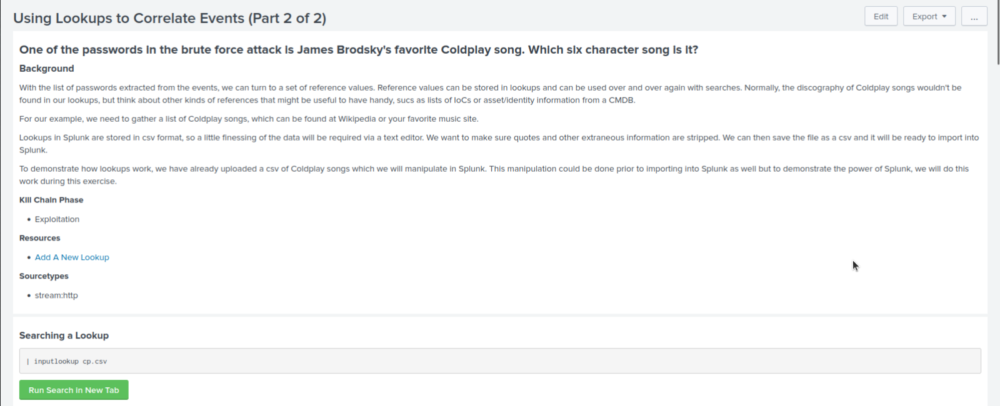 Using Lookups to Correlate Events (Part 2 of 2)
Edit
Export
...
One of the passwords in the brute force attack is James Brodsky's favorite Coldplay song. Which six character song is it?
Background
With the list of passwords extracted from the events, we can turn to a set of reference values. Reference values can be stored in lookups and can be used over and over again with searches. Normally, the discography of Coldplay songs wouldn't be
found in our lookups, but think about other kinds of references that might be useful to have handy, sucs as lists of IoCs or asset/identity information from a CMDB.
For our example, we need to gather a list of Coldplay songs, which can be found at Wikipedia or your favorite music site.
Lookups in Splunk are stored in csv format, so a little finessing of the data will be required via a text editor. We want to make sure quotes and other extraneous information are stripped. We can then save the file as a csv and it will be ready to import into
Splunk.
To demonstrate how lookups work, we have already uploaded a csv of Coldplay songs which we will manipulate in Splunk. This manipulation could be done prior to importing into Splunk as well but to demonstrate the power of Splunk, we will do this
work during this exercise.
Kill Chain Phase
• Exploitation
Resources
• Add A New Lookup
Sourcetypes
• stream:http
Searching a Lookup
| inputlookup cp.csv
Run Search in New Tab